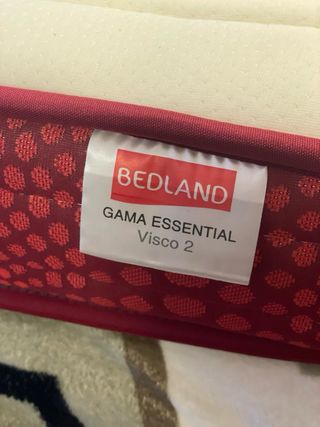 BEDLAND
GAMA ESSENTIAL
Visco 2